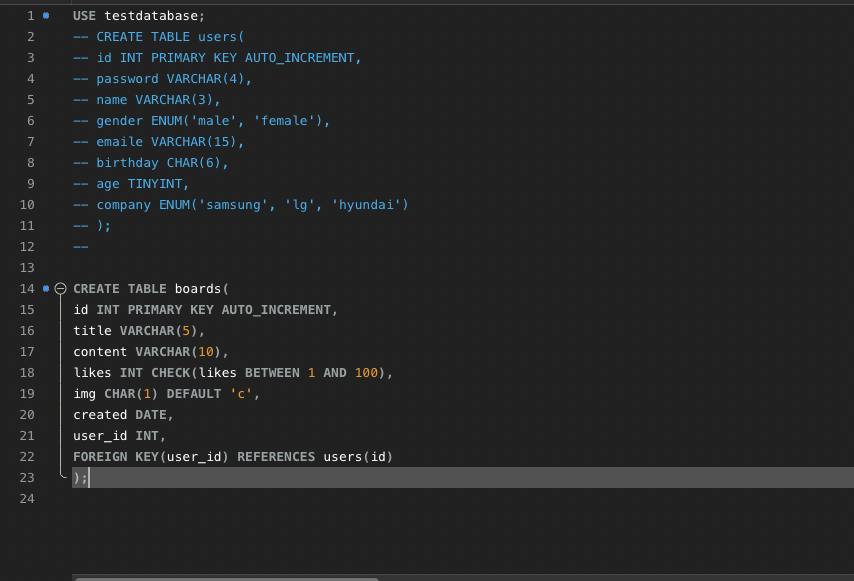 1 USE testdatabase;
2 -- CREATE TABLE users(
3 -- id INT PRIMARY KEY AUTO_INCREMENT,
4 -- password VARCHAR(4),
5 -- name VARCHAR(3),
6 -- gender ENUM('male', 'female'),
7 -- emaile VARCHAR(15),
8 -- birthday CHAR(6),
9 -- age TINYINT,
10 -- company ENUM('samsung', 'lg', 'hyundai')
11 -- );
12 --
13
14 CREATE TABLE boards(
15 id INT PRIMARY KEY AUTO_INCREMENT,
16 title VARCHAR(5),
17 content VARCHAR(10),
18 likes INT CHECK(likes BETWEEN 1 AND 100),
19 img CHAR(1) DEFAULT 'c',
20 created DATE,
21 user_id INT,
22 FOREIGN KEY(user_id) REFERENCES users(id)
23 );
24